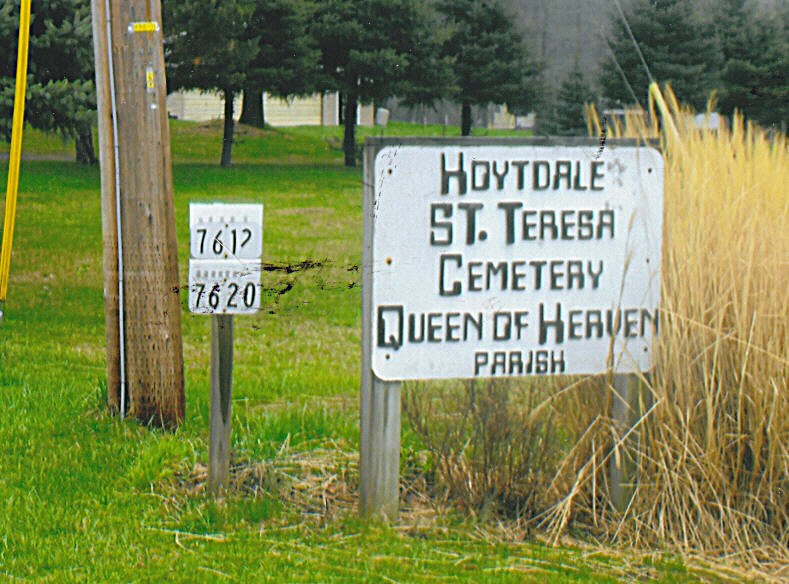 7612
7620
HOYTDALE
ST. TERESA
CEMETERY
QUEEN OF HEAVEN
PARISH